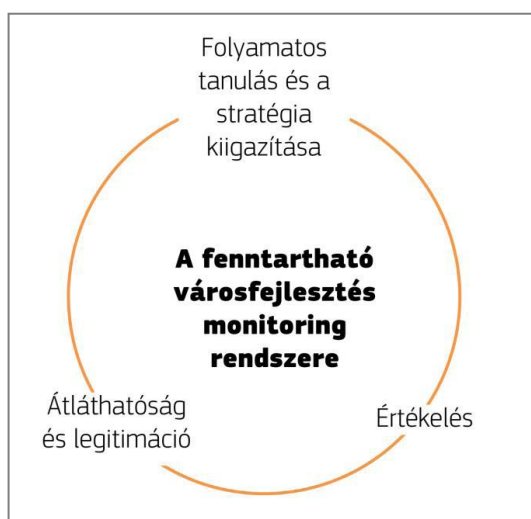 Folyamatos
tanulás és a
stratégia
kiigazítása
A fenntartható
városfejlesztés
monitoring
rendszere
Átláthatóság
és legitimáció
Értékelés